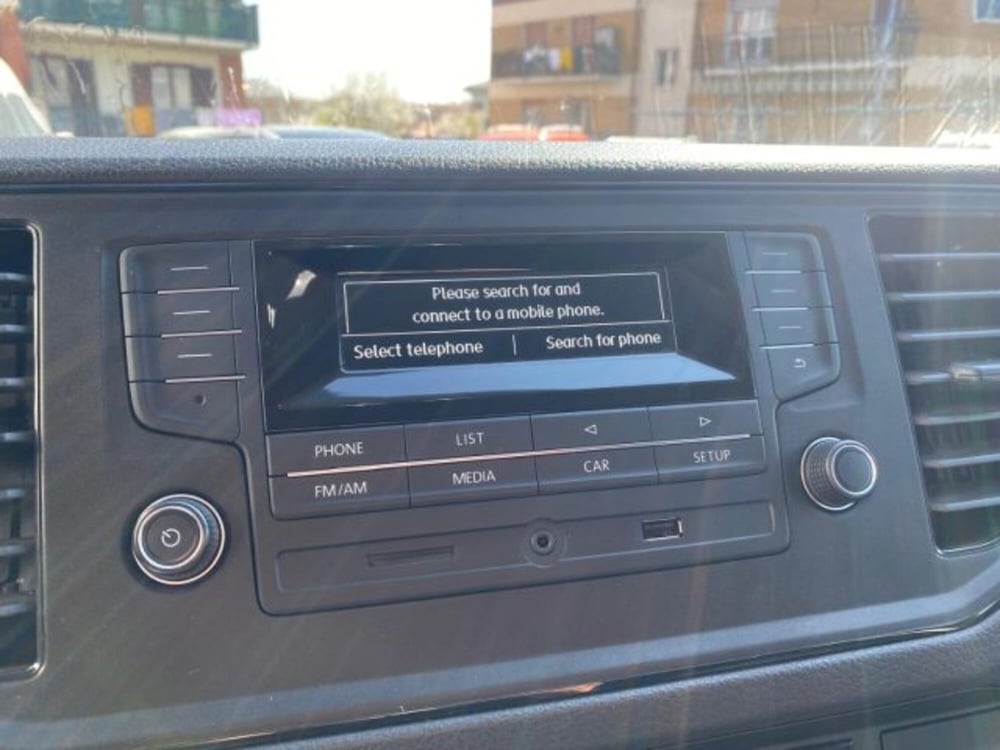 Please search for and
connect to a mobile phone.
Select telephone | Search for phone
PHONE LIST
FM/AM MEDIA CAR SETUP